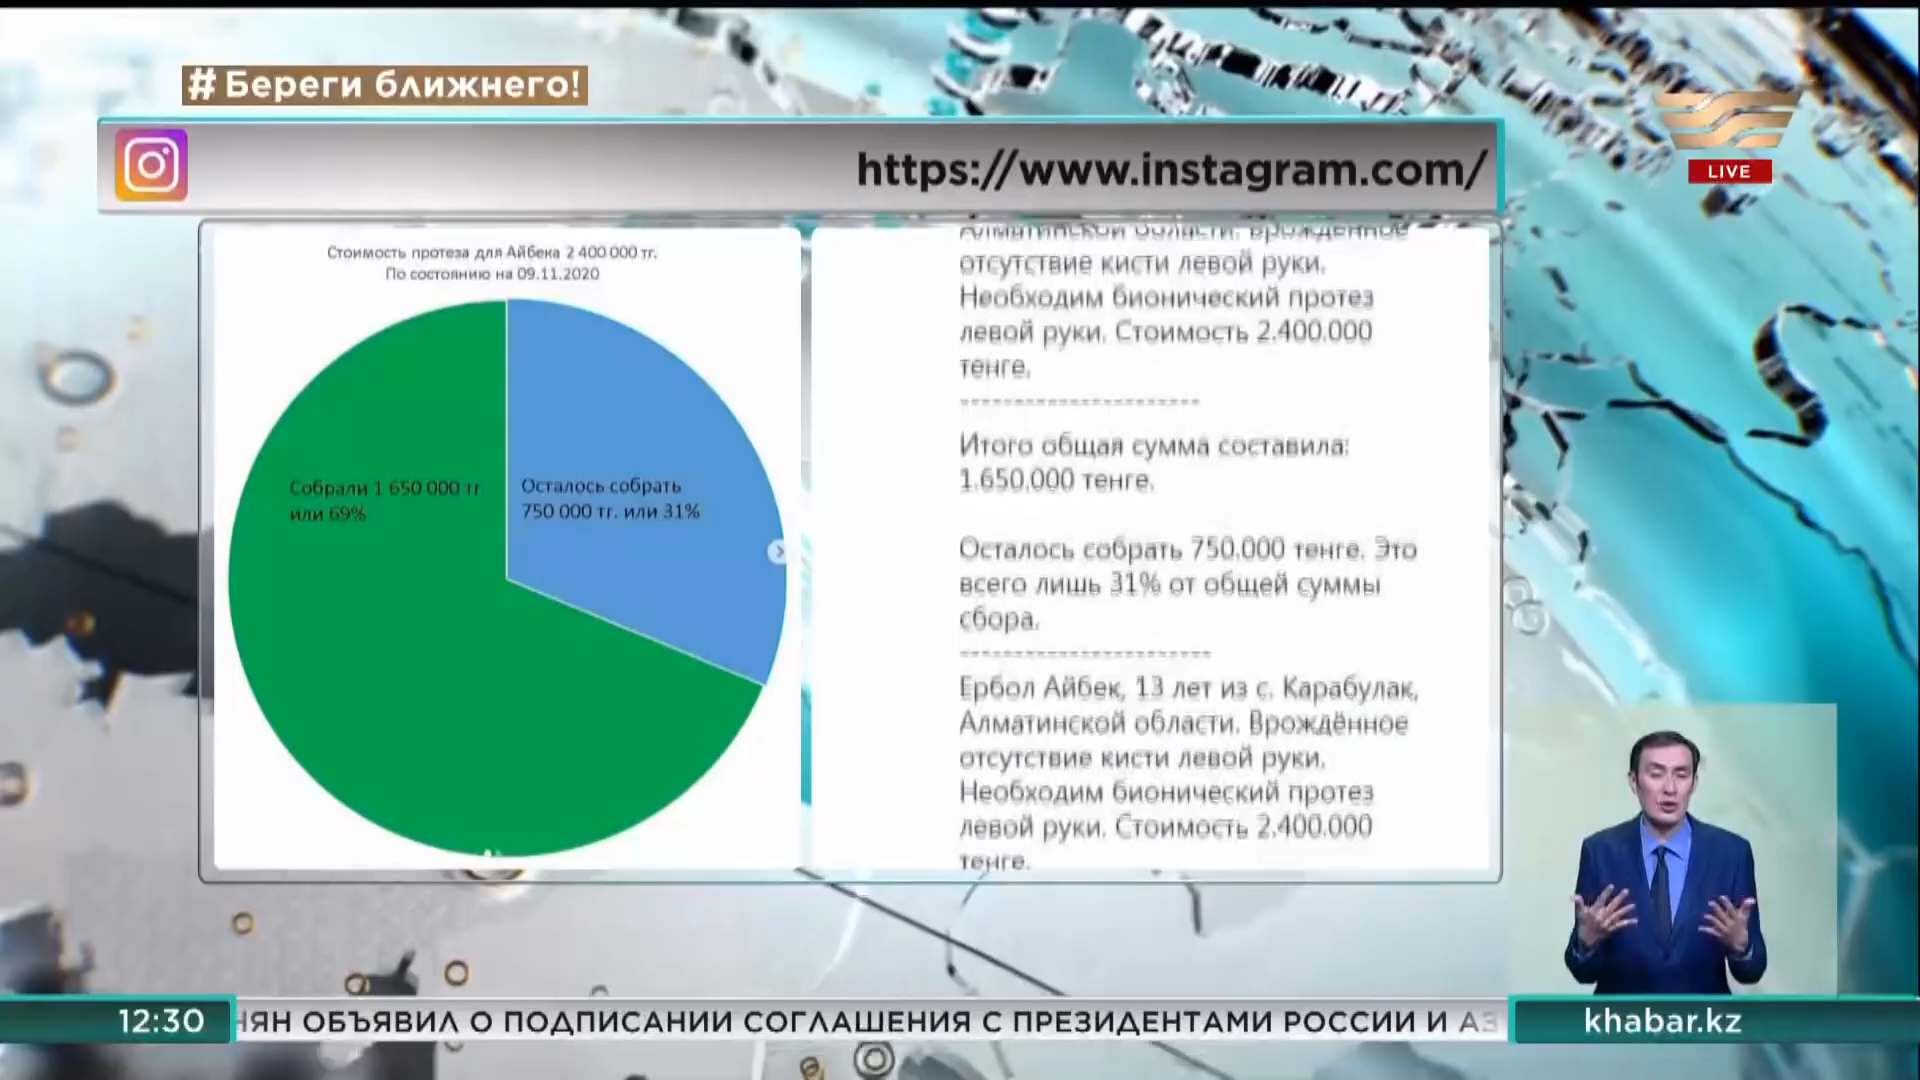 #Береги ближнего!
https://www.instagram.com/
LIVE
Стоимость протеза для Айбека 2 400 000 тг.
По состоянию на 09.11.2020
Собрали 1 650 000 тг.
или 69%
Осталось собрать
750 000 тг. или 31%
Алматинской области. Врождённое
отсутствие кисти левой руки.
Необходим бионический протез
левой руки. Стоимость 2.400.000
тенге.
----------------------
Итого общая сумма составила:
1.650.000 тенге.
Осталось собрать 750.000 тенге. Это
всего лишь 31% от общей суммы
сбора.
-----------------------
Ербол Айбек, 13 лет из с. Карабулак,
Алматинской области. Врождённое
отсутствие кисти левой руки.
Необходим бионический протез
левой руки. Стоимость 2.400.000
тенге.
12:30
НЯН ОБЪЯВИЛ О ПОДПИСАНИИ СОГЛАШЕНИЯ С ПРЕЗИДЕНТАМИ РОССИИ И АЗ
khabar.kz